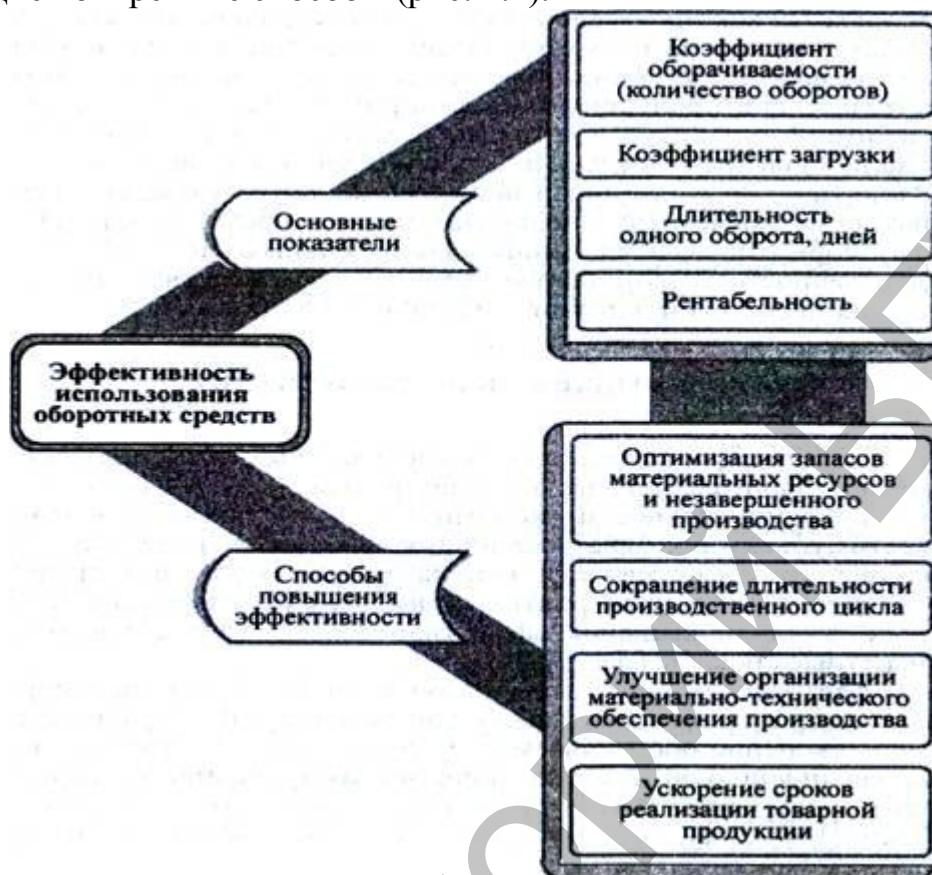 Коэффициент
оборачиваемости
(количество оборотов)
Коэффициент загрузки
Основные
показатели
Длительность
одного оборота, дней
Рентабельность
Эффективность
использования
оборотных средств
Оптимизация запасов
материальных ресурсов
и незавершенного
производства
Способы
повышения
эффективности
Сокращение длительности
производственного цикла
Улучшение организации
материально-технического
обеспечения производства
Ускорение сроков
реализации товарной
продукции